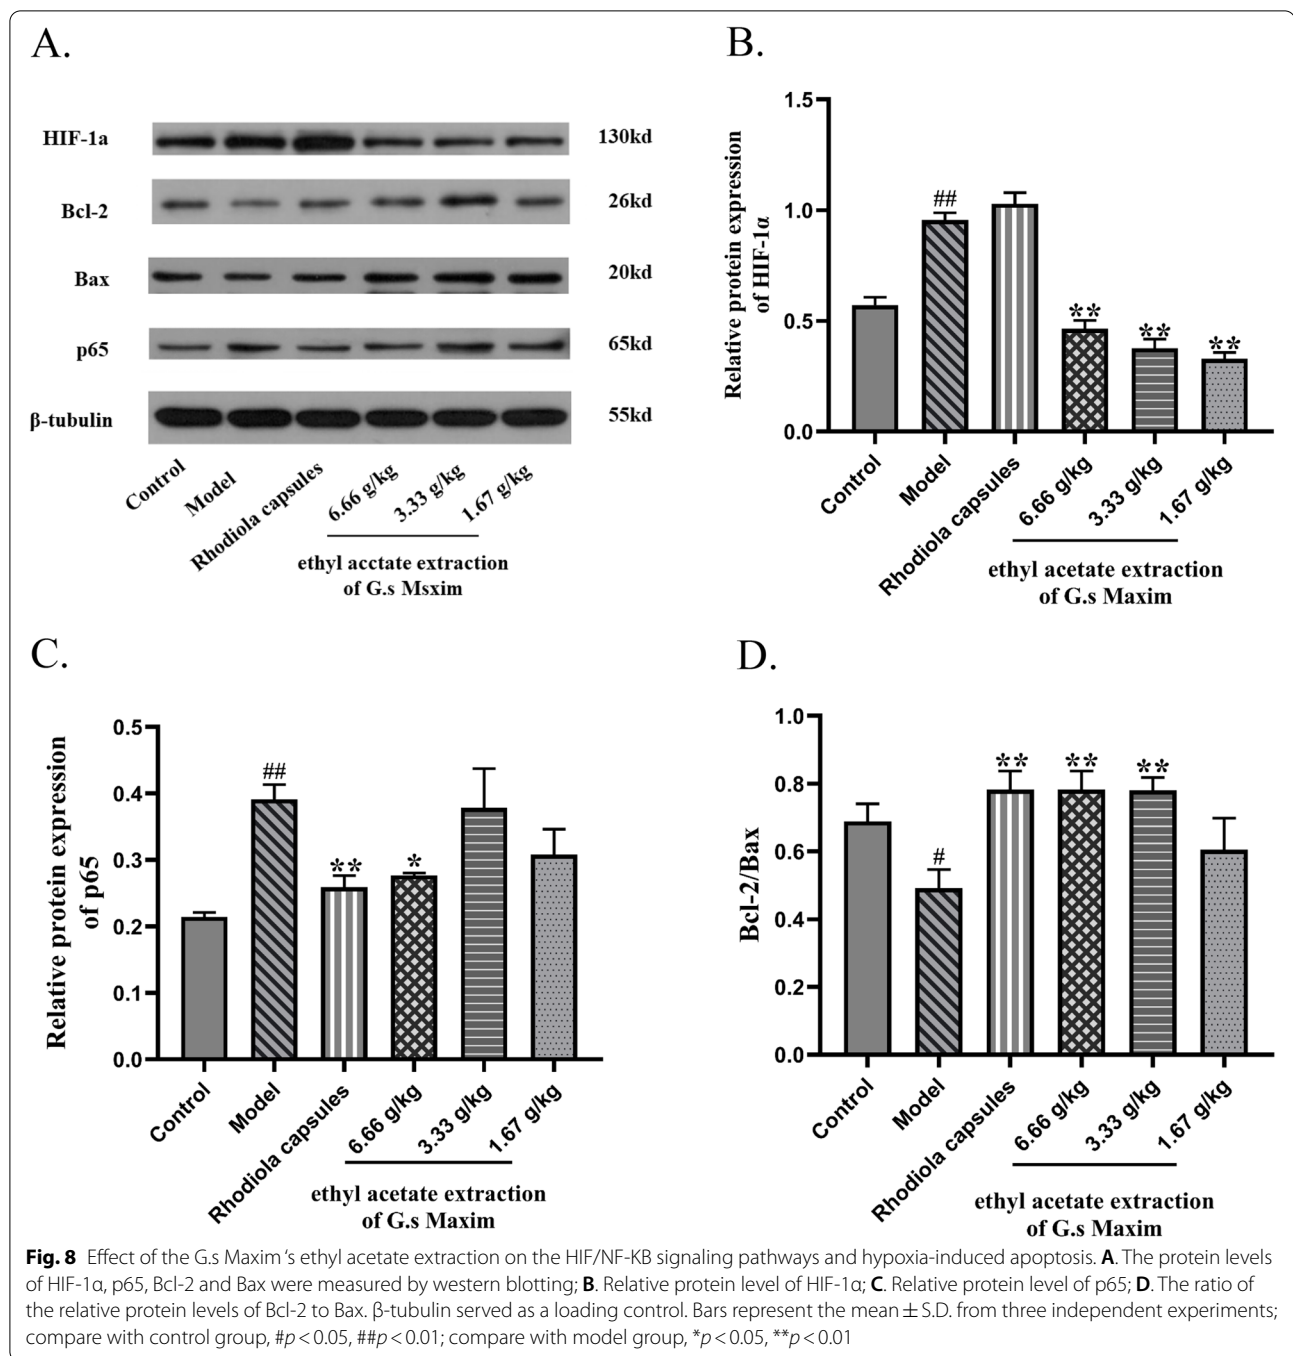 A.
HIF-1a
130kd
Bcl-2
26kd
Bax
20kd
p65
65kd
β-tubulin
55kd
Control
Model
Rhodiola capsules
6.66 g/kg
3.33 g/kg
1.67 g/kg
ethyl acctate extraction
of G.s Msxim
B.
Relative protein expression
of HIF-1α
1.5
1.0
0.5
0.0
##
**
**
**
Control
Model
Rhodiola capsules
6.66 g/kg
3.33 g/kg
1.67 g/kg
ethyl acetate extraction
of G.s Maxim
C.
Relative protein expression
of p65
0.5
0.4
0.3
0.2
0.1
0.0
##
**
*
Control
Model
Rhodiola capsules
6.66 g/kg
3.33 g/kg
1.67 g/kg
ethyl acetate extraction
of G.s Maxim
D.
Bcl-2/Bax
1.0
0.8
0.6
0.4
0.2
0.0
#
**
**
**
Control
Model
Rhodiola capsules
6.66 g/kg
3.33 g/kg
1.67 g/kg
ethyl acetate extraction
of G.s Maxim
Fig. 8 Effect of the G.s Maxim ‘s ethyl acetate extraction on the HIF/NF-KB signaling pathways and hypoxia-induced apoptosis. A. The protein levels
of HIF-1α, p65, Bcl-2 and Bax were measured by western blotting; B. Relative protein level of HIF-1α; C. Relative protein level of p65; D. The ratio of
the relative protein levels of Bcl-2 to Bax. β-tubulin served as a loading control. Bars represent the mean ± S.D. from three independent experiments;
compare with control group, #p < 0.05, ##p < 0.01; compare with model group, *p < 0.05, **p < 0.01